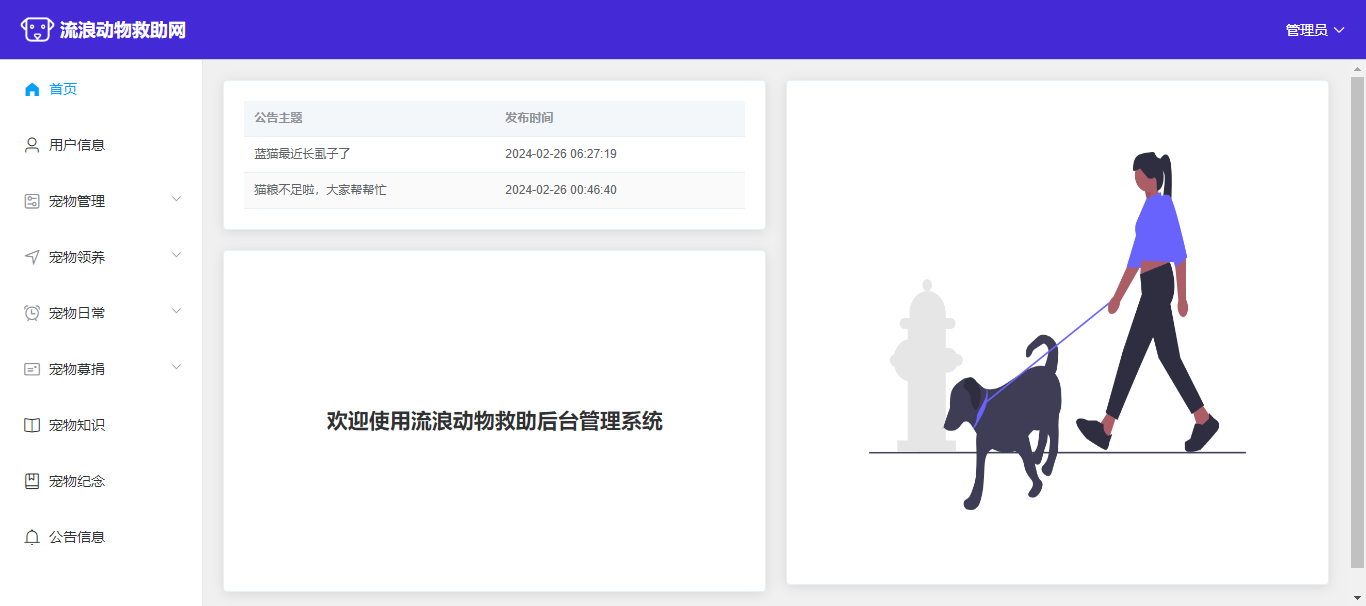 流浪动物救助网
管理员
首页
用户信息
宠物管理
宠物领养
宠物日常
宠物募捐
宠物知识
宠物纪念
公告信息
公告主题 发布时间
蓝猫最近长虱子了 2024-02-26 06:27:19
猫粮不足啦，大家帮帮忙 2024-02-26 00:46:40
欢迎使用流浪动物救助后台管理系统